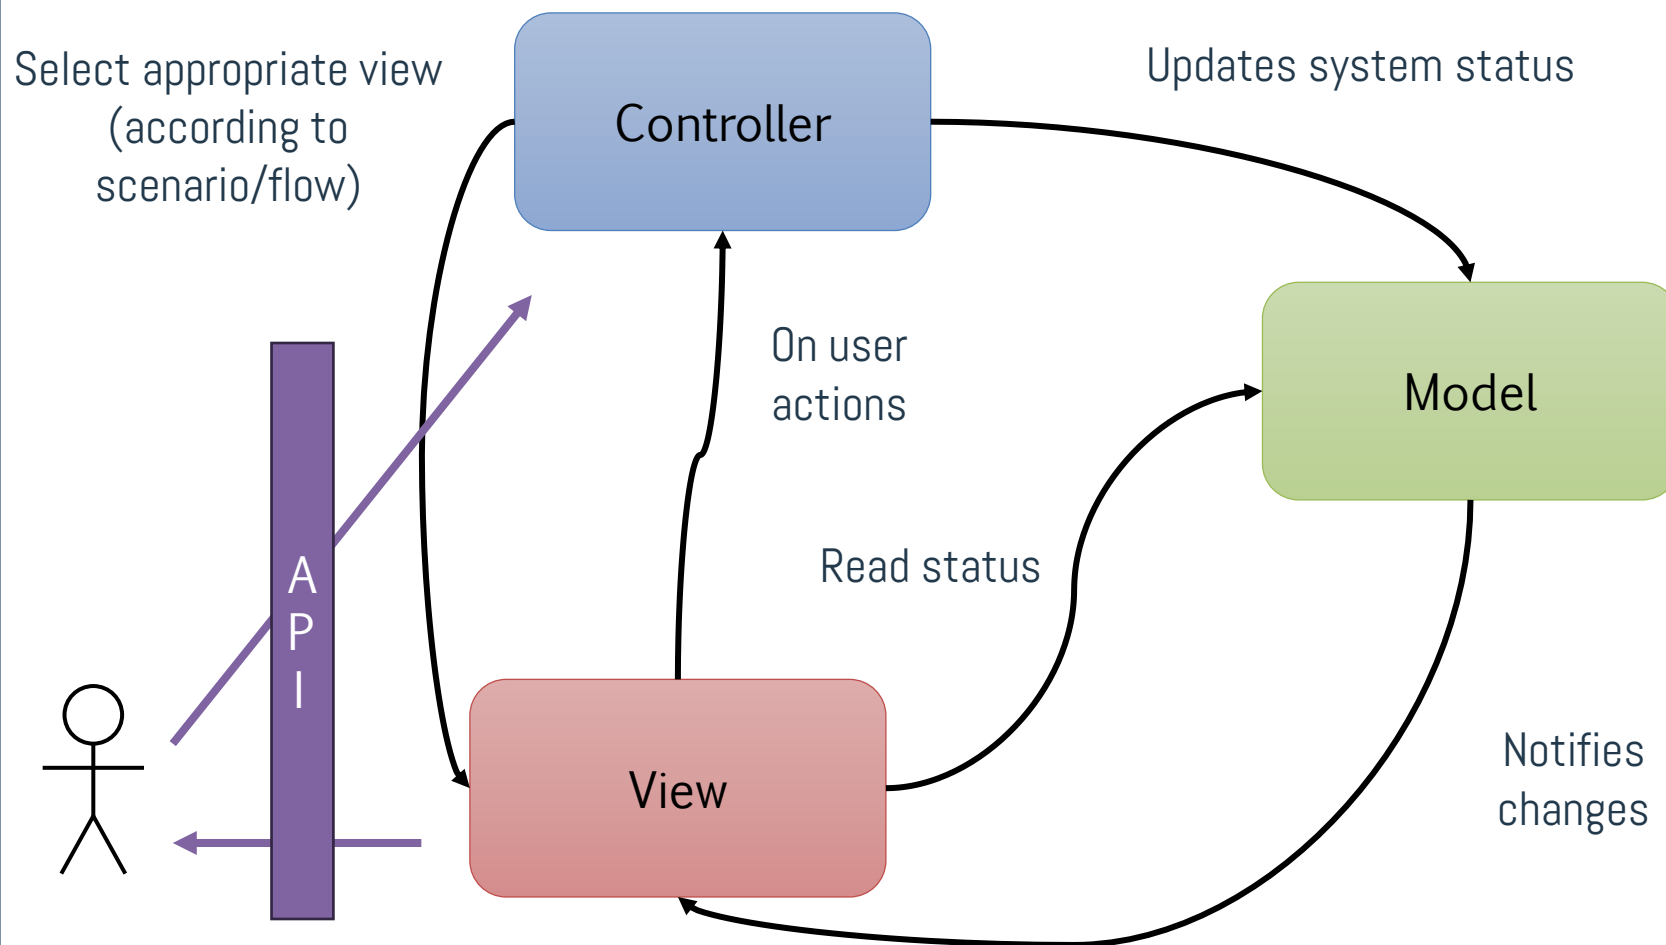 Select appropriate view
(according to
scenario/flow)
Controller
Updates system status
On user
actions
Model
Read status
A
P
I
View
Notifies
changes